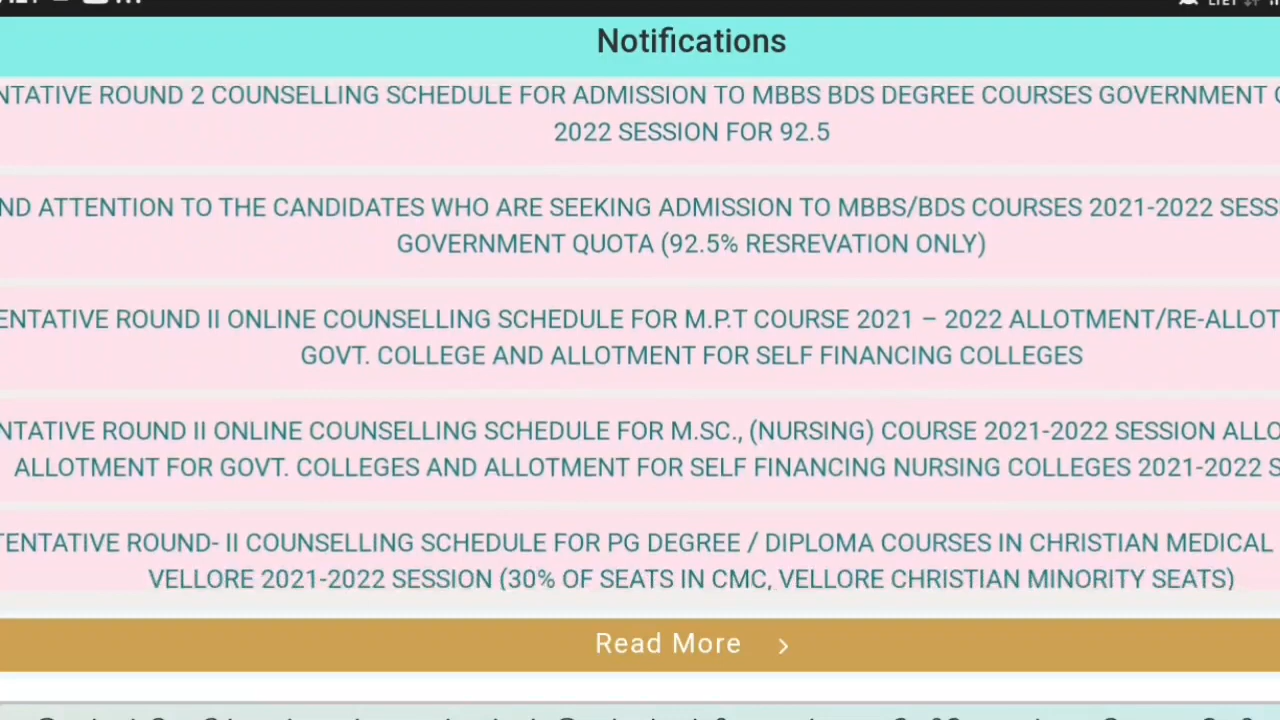 Notifications
NTATIVE ROUND 2 COUNSELLING SCHEDULE FOR ADMISSION TO MBBS BDS DEGREE COURSES GOVERNMENT
2022 SESSION FOR 92.5
ND ATTENTION TO THE CANDIDATES WHO ARE SEEKING ADMISSION TO MBBS/BDS COURSES 2021-2022 SESS
GOVERNMENT QUOTA (92.5% RESREVATION ONLY)
ENTATIVE ROUND II ONLINE COUNSELLING SCHEDULE FOR M.P.T COURSE 2021 – 2022 ALLOTMENT/RE-ALLOT
GOVT. COLLEGE AND ALLOTMENT FOR SELF FINANCING COLLEGES
NTATIVE ROUND II ONLINE COUNSELLING SCHEDULE FOR M.SC., (NURSING) COURSE 2021-2022 SESSION ALLO
ALLOTMENT FOR GOVT. COLLEGES AND ALLOTMENT FOR SELF FINANCING NURSING COLLEGES 2021-2022 S
TENTATIVE ROUND- II COUNSELLING SCHEDULE FOR PG DEGREE / DIPLOMA COURSES IN CHRISTIAN MEDICAL
VELLORE 2021-2022 SESSION (30% OF SEATS IN CMC, VELLORE CHRISTIAN MINORITY SEATS)
Read More >